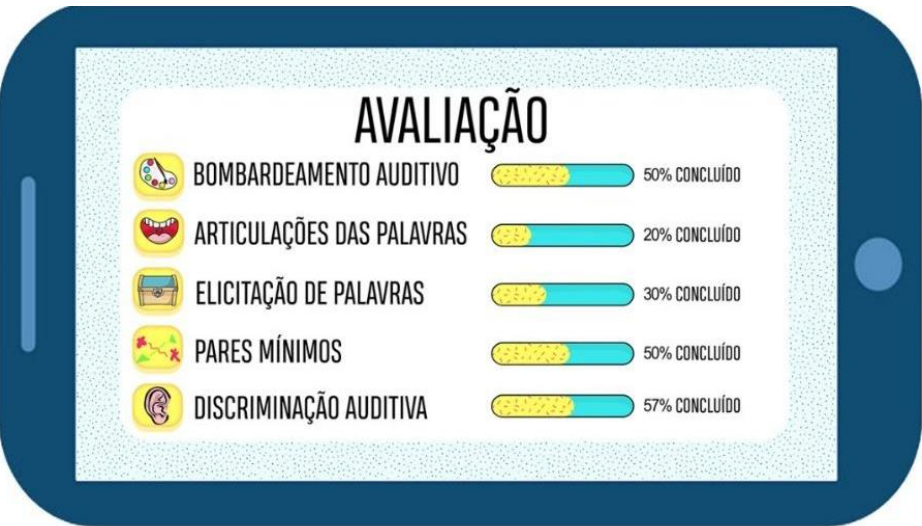 AVALIAÇÃO
BOMBARDEAMENTO AUDITIVO 50% CONCLUÍDO
ARTICULAÇÕES DAS PALAVRAS 20% CONCLUÍDO
ELICITAÇÃO DE PALAVRAS 30% CONCLUÍDO
PARES MÍNIMOS 50% CONCLUÍDO
DISCRIMINAÇÃO AUDITIVA 57% CONCLUÍDO